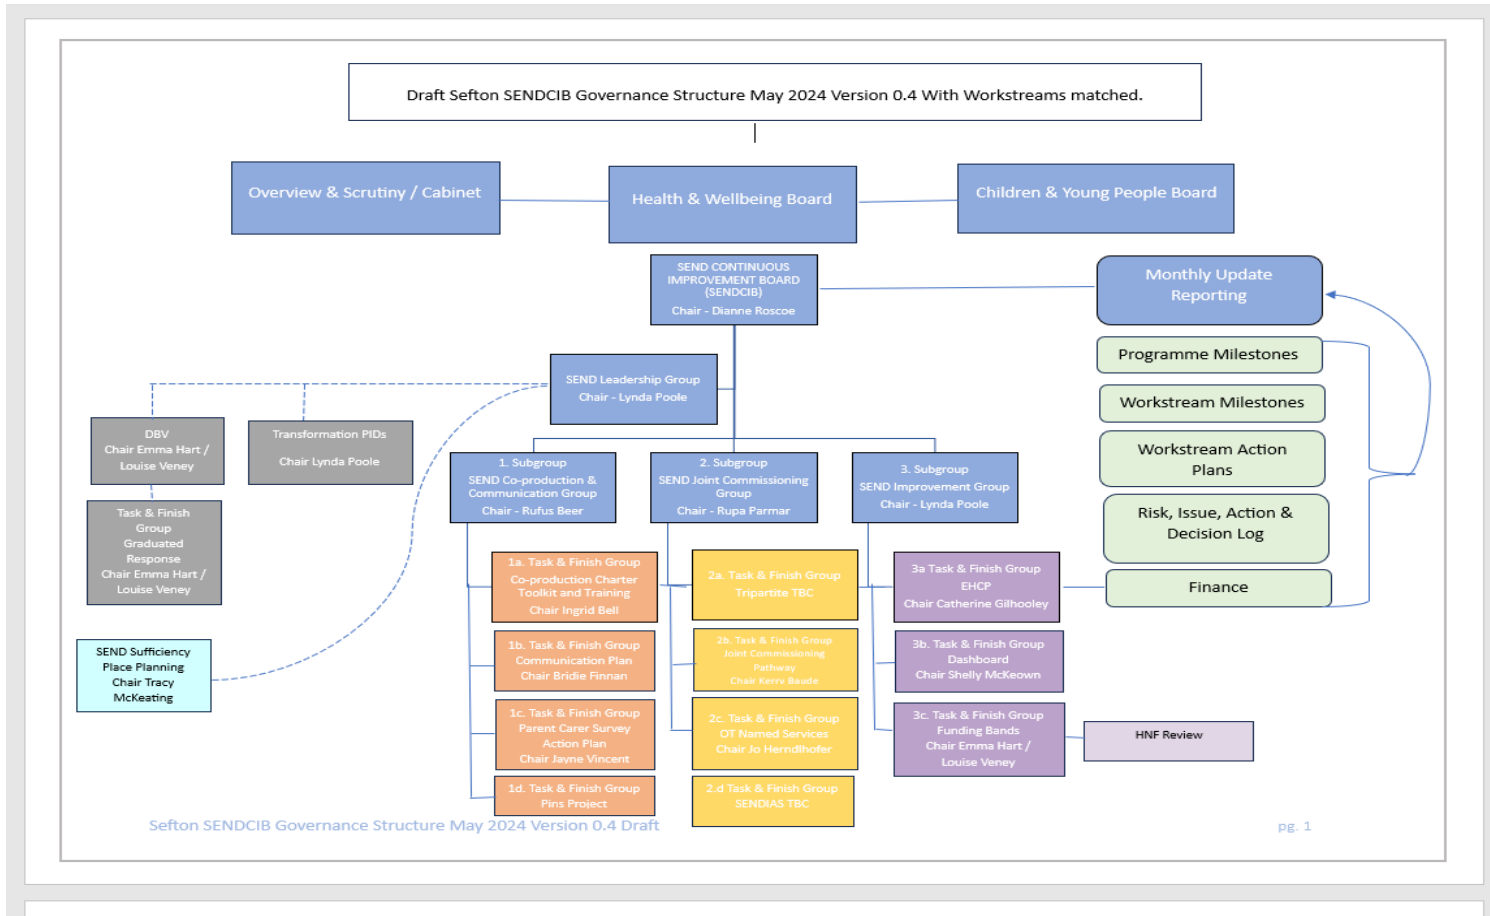 Draft Sefton SENDCIB Governance Structure May 2024 Version 0.4 With Workstreams matched.
Overview & Scrutiny / Cabinet
Health & Wellbeing Board
Children & Young People Board
SEND CONTINUOUS
IMPROVEMENT BOARD
(SENDCIB)
Chair - Dianne Roscoe
Monthly Update
Reporting
Programme Milestones
Workstream Milestones
Workstream Action
Plans
Risk, Issue, Action &
Decision Log
Finance
SEND Leadership Group
Chair - Lynda Poole
DBV
Chair Emma Hart /
Louise Veney
Transformation PIDs
Chair Lynda Poole
Task & Finish
Group
Graduated
Response
Chair Emma Hart /
Louise Veney
SEND Sufficiency
Place Planning
Chair Tracy
McKeating
1. Subgroup
SEND Co-production &
Communication Group
Chair - Rufus Beer
2. Subgroup
SEND Joint Commissioning
Group
Chair - Rupa Parmar
3. Subgroup
SEND Improvement Group
Chair - Lynda Poole
1a. Task & Finish Group
Co-production Charter
Toolkit and Training
Chair Ingrid Bell
1b. Task & Finish Group
Communication Plan
Chair Bridie Finnan
1c. Task & Finish Group
Parent Carer Survey
Action Plan
Chair Jayne Vincent
1d. Task & Finish Group
Pins Project
2a. Task & Finish Group
Tripartite TBC
2b. Task & Finish Group
Joint Commissioning
Pathway
Chair Kerry Baude
2c. Task & Finish Group
OT Named Services
Chair Jo Herndlhofer
2.d Task & Finish Group
SENDIAS TBC
3a Task & Finish Group
EHCP
Chair Catherine Gilhooley
3b. Task & Finish Group
Dashboard
Chair Shelly McKeown
3c. Task & Finish Group
Funding Bands
Chair Emma Hart /
Louise Veney
HNF Review
Sefton SENDCIB Governance Structure May 2024 Version 0.4 Draft
pg. 1